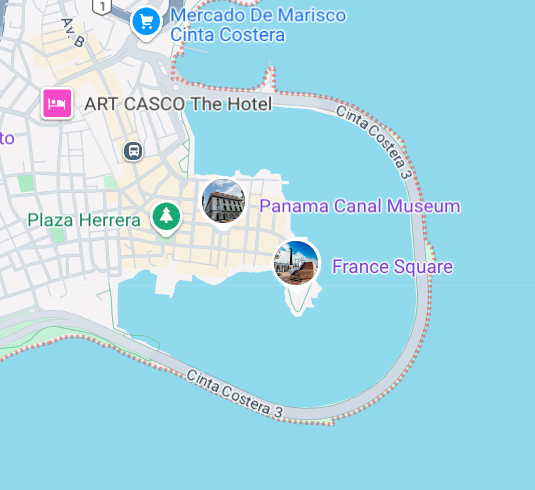 1
Mercado De Marisco
Cinta Costera
Av. B
ART CASCO The Hotel
Cinta Costera 3
to
Panama Canal Museum
Plaza Herrera
France Square
Cinta Costera 3